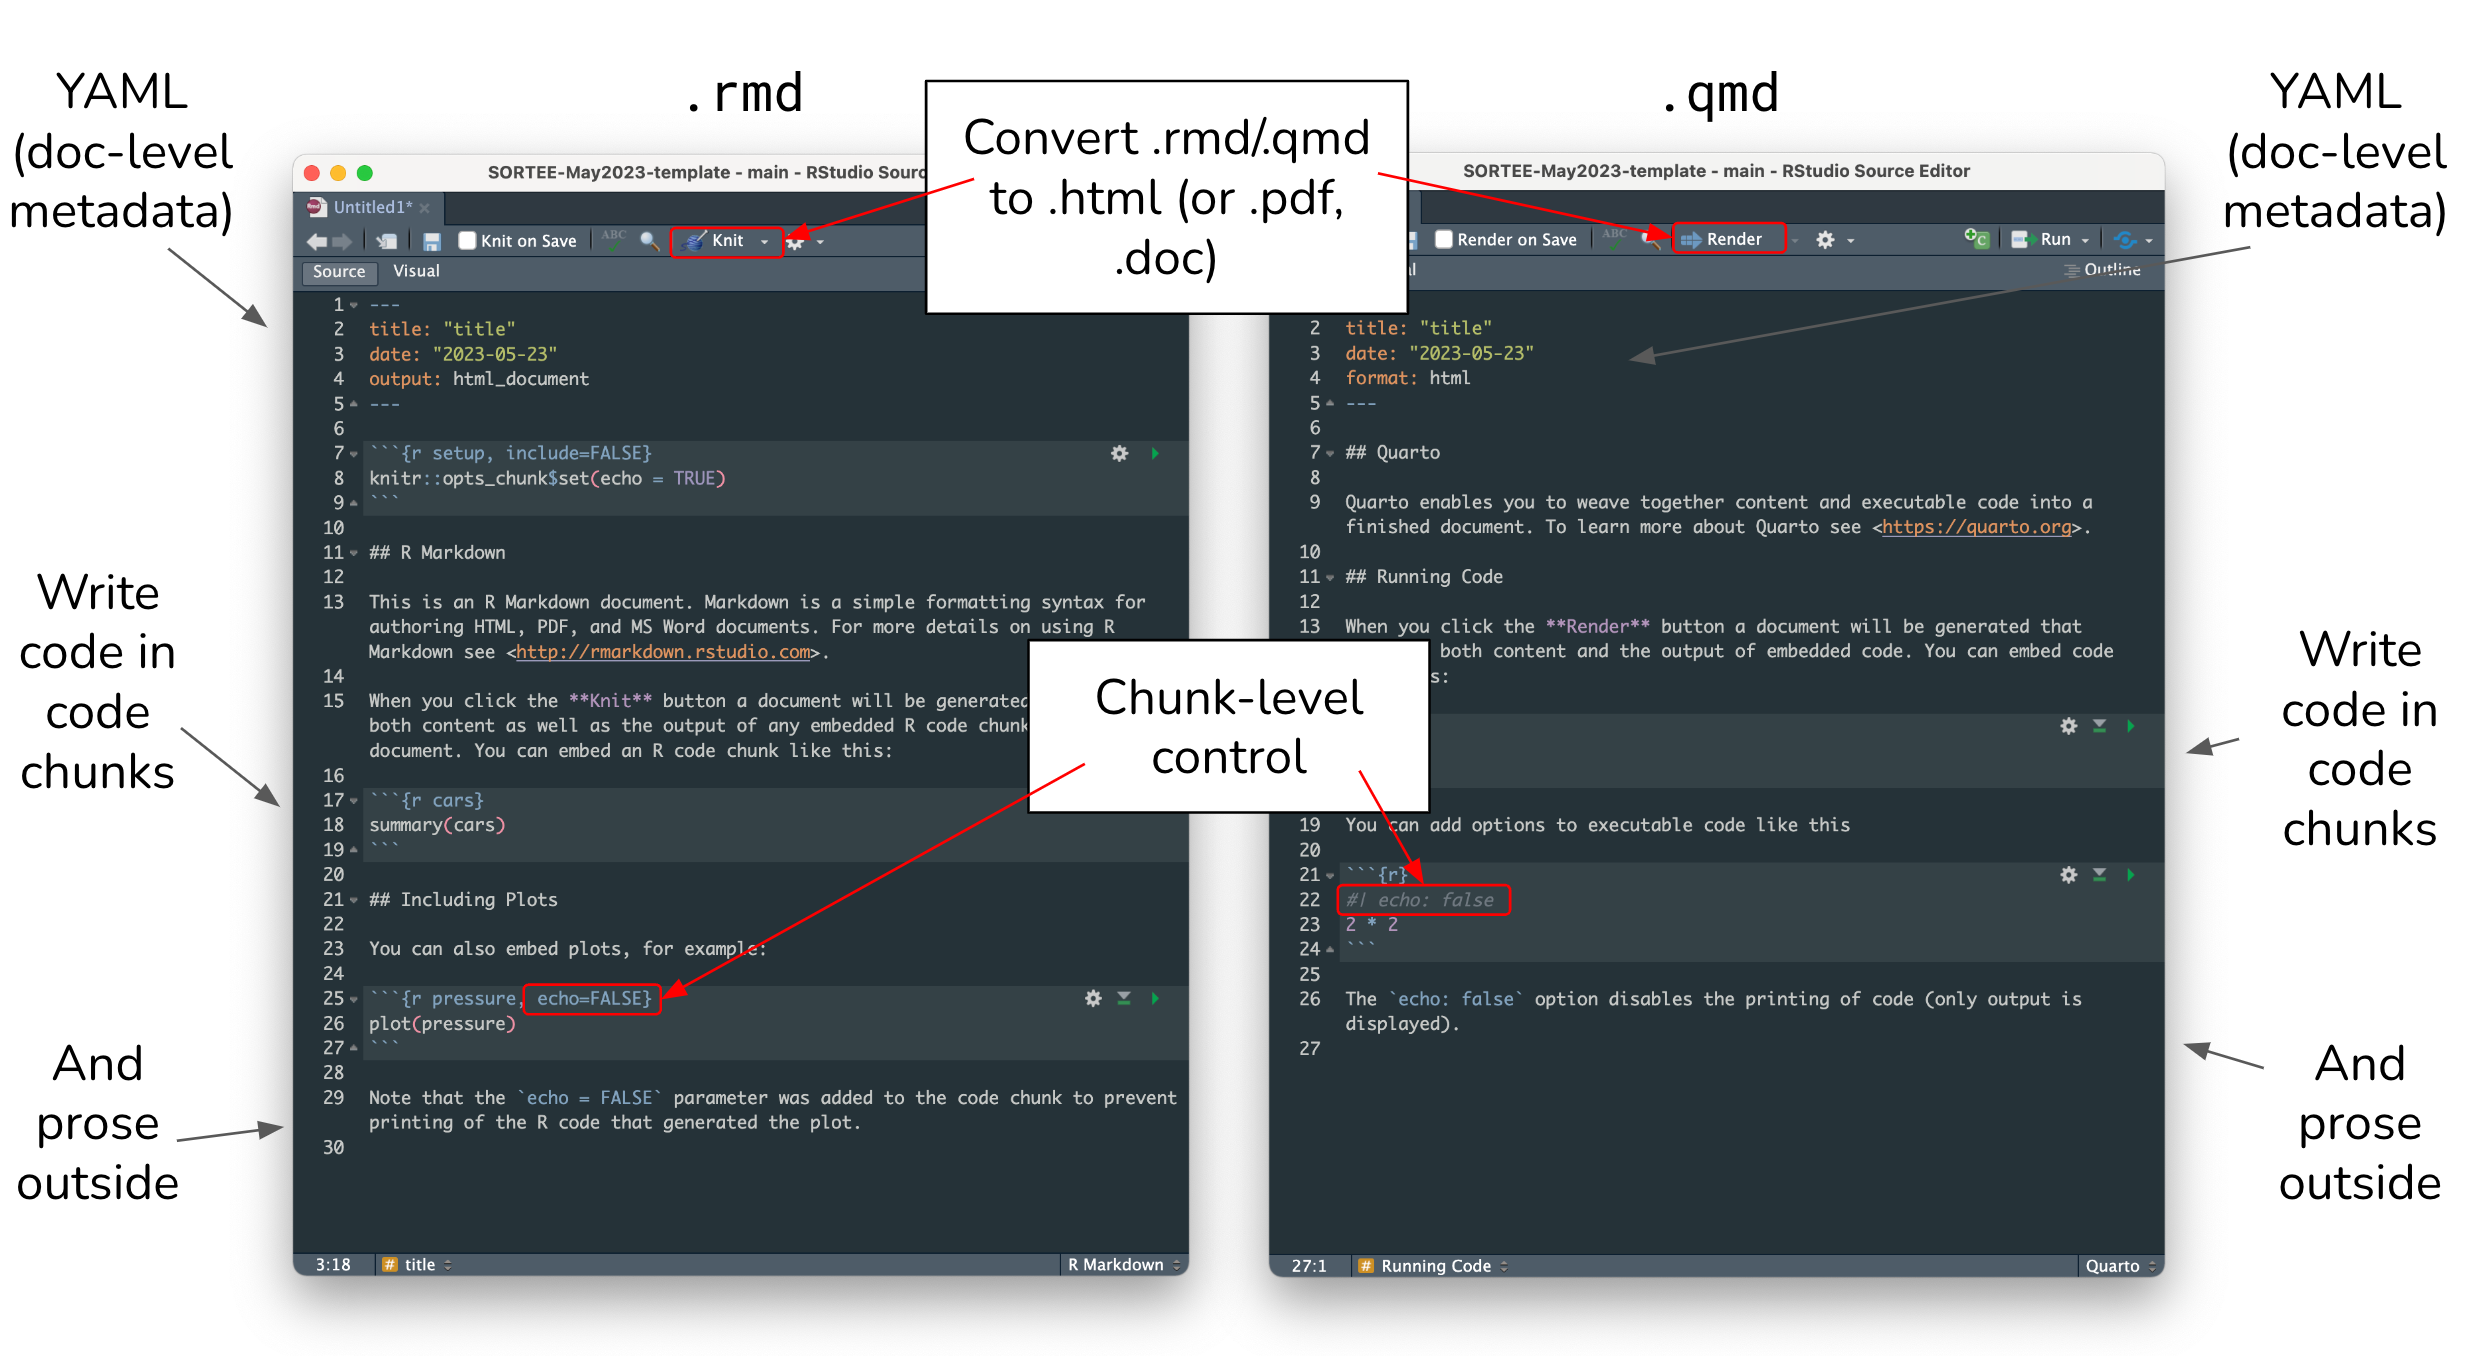 YAML
(doc-level
metadata)
.rmd
Convert .rmd/.qmd
to .html (or .pdf,
.doc)
.qmd
YAML
(doc-level
metadata)
SORTEE-May2023-template - main - RStudio Sourc
Untitled1*
Knit on Save
ABC
Knit
Source
Visual
1 ---
2 title: "title"
3 date: "2023-05-23"
4 output: html_document
5 ---
6
7 ```{r setup, include=FALSE}
8 knitr::opts_chunk$set(echo = TRUE)
9 ```
10
11 ## R Markdown
12
13 This is an R Markdown document. Markdown is a simple formatting syntax for
authoring HTML, PDF, and MS Word documents. For more details on using R
Markdown see <http://rmarkdown.rstudio.com>.
14
15 When you click the **Knit** button a document will be generated
both content as well as the output of any embedded R code chunk
document. You can embed an R code chunk like this:
16
17 ```{r cars}
18 summary(cars)
19 ```
20
21 ## Including Plots
22
23 You can also embed plots, for example:
24
25 ```{r pressure, echo=FALSE}
26 plot(pressure)
27 ```
28
29 Note that the `echo = FALSE` parameter was added to the code chunk to prevent
printing of the R code that generated the plot.
30
3:18
# title
R Markdown
Write
code in
code
chunks
And
prose
outside
Chunk-level
control
SORTEE-May2023-template - main - RStudio Source Editor
Render on Save
ABC
Render
Run
Outline
2 title: "title"
3 date: "2023-05-23"
4 format: html
5 ---
6
7 ## Quarto
8
9 Quarto enables you to weave together content and executable code into a
finished document. To learn more about Quarto see <https://quarto.org>.
10
11 ## Running Code
12
13 When you click the **Render** button a document will be generated that
both content and the output of embedded code. You can embed code
s:
19 You can add options to executable code like this
20
21 ```{r}
22 #| echo: false
23 2 * 2
24 ```
25
26 The `echo: false` option disables the printing of code (only output is
displayed).
27
27:1
# Running Code
Quarto
Write
code in
code
chunks
And
prose
outside